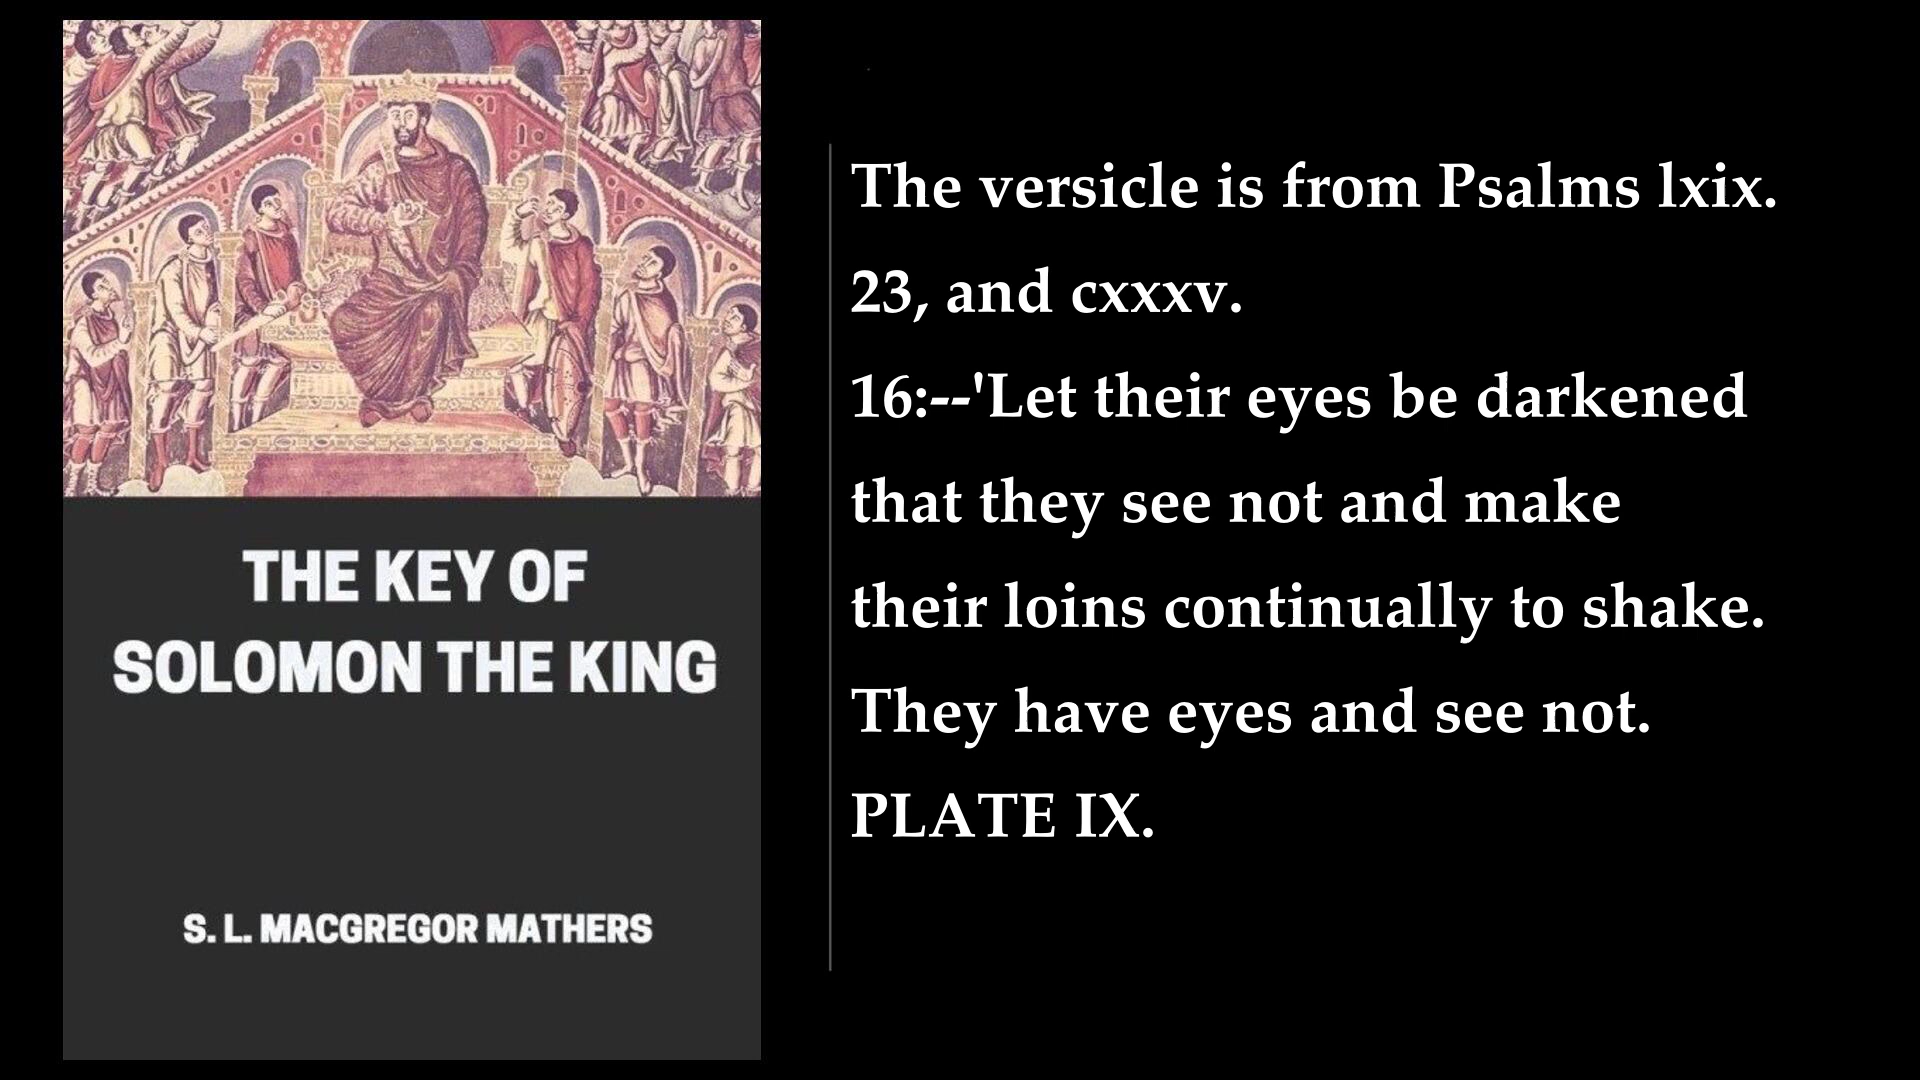 THE KEY OF
SOLOMON THE KING
S. L. MACGREGOR MATHERS
The versicle is from Psalms lxix.
23, and cxxxv.
16:--'Let their eyes be darkened
that they see not and make
their loins continually to shake.
They have eyes and see not.
PLATE IX.